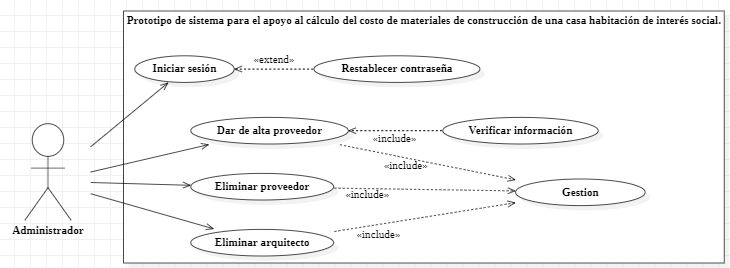 Prototipo de sistema para el apoyo al cálculo del costo de materiales de construcción de una casa habitación de interés social.
«extend»
Iniciar sesión
Restablecer contraseña
Dar de alta proveedor
Verificar información
«include»
«include»
Eliminar proveedor
«include»
Gestion
Administrador
«include»
Eliminar arquitecto